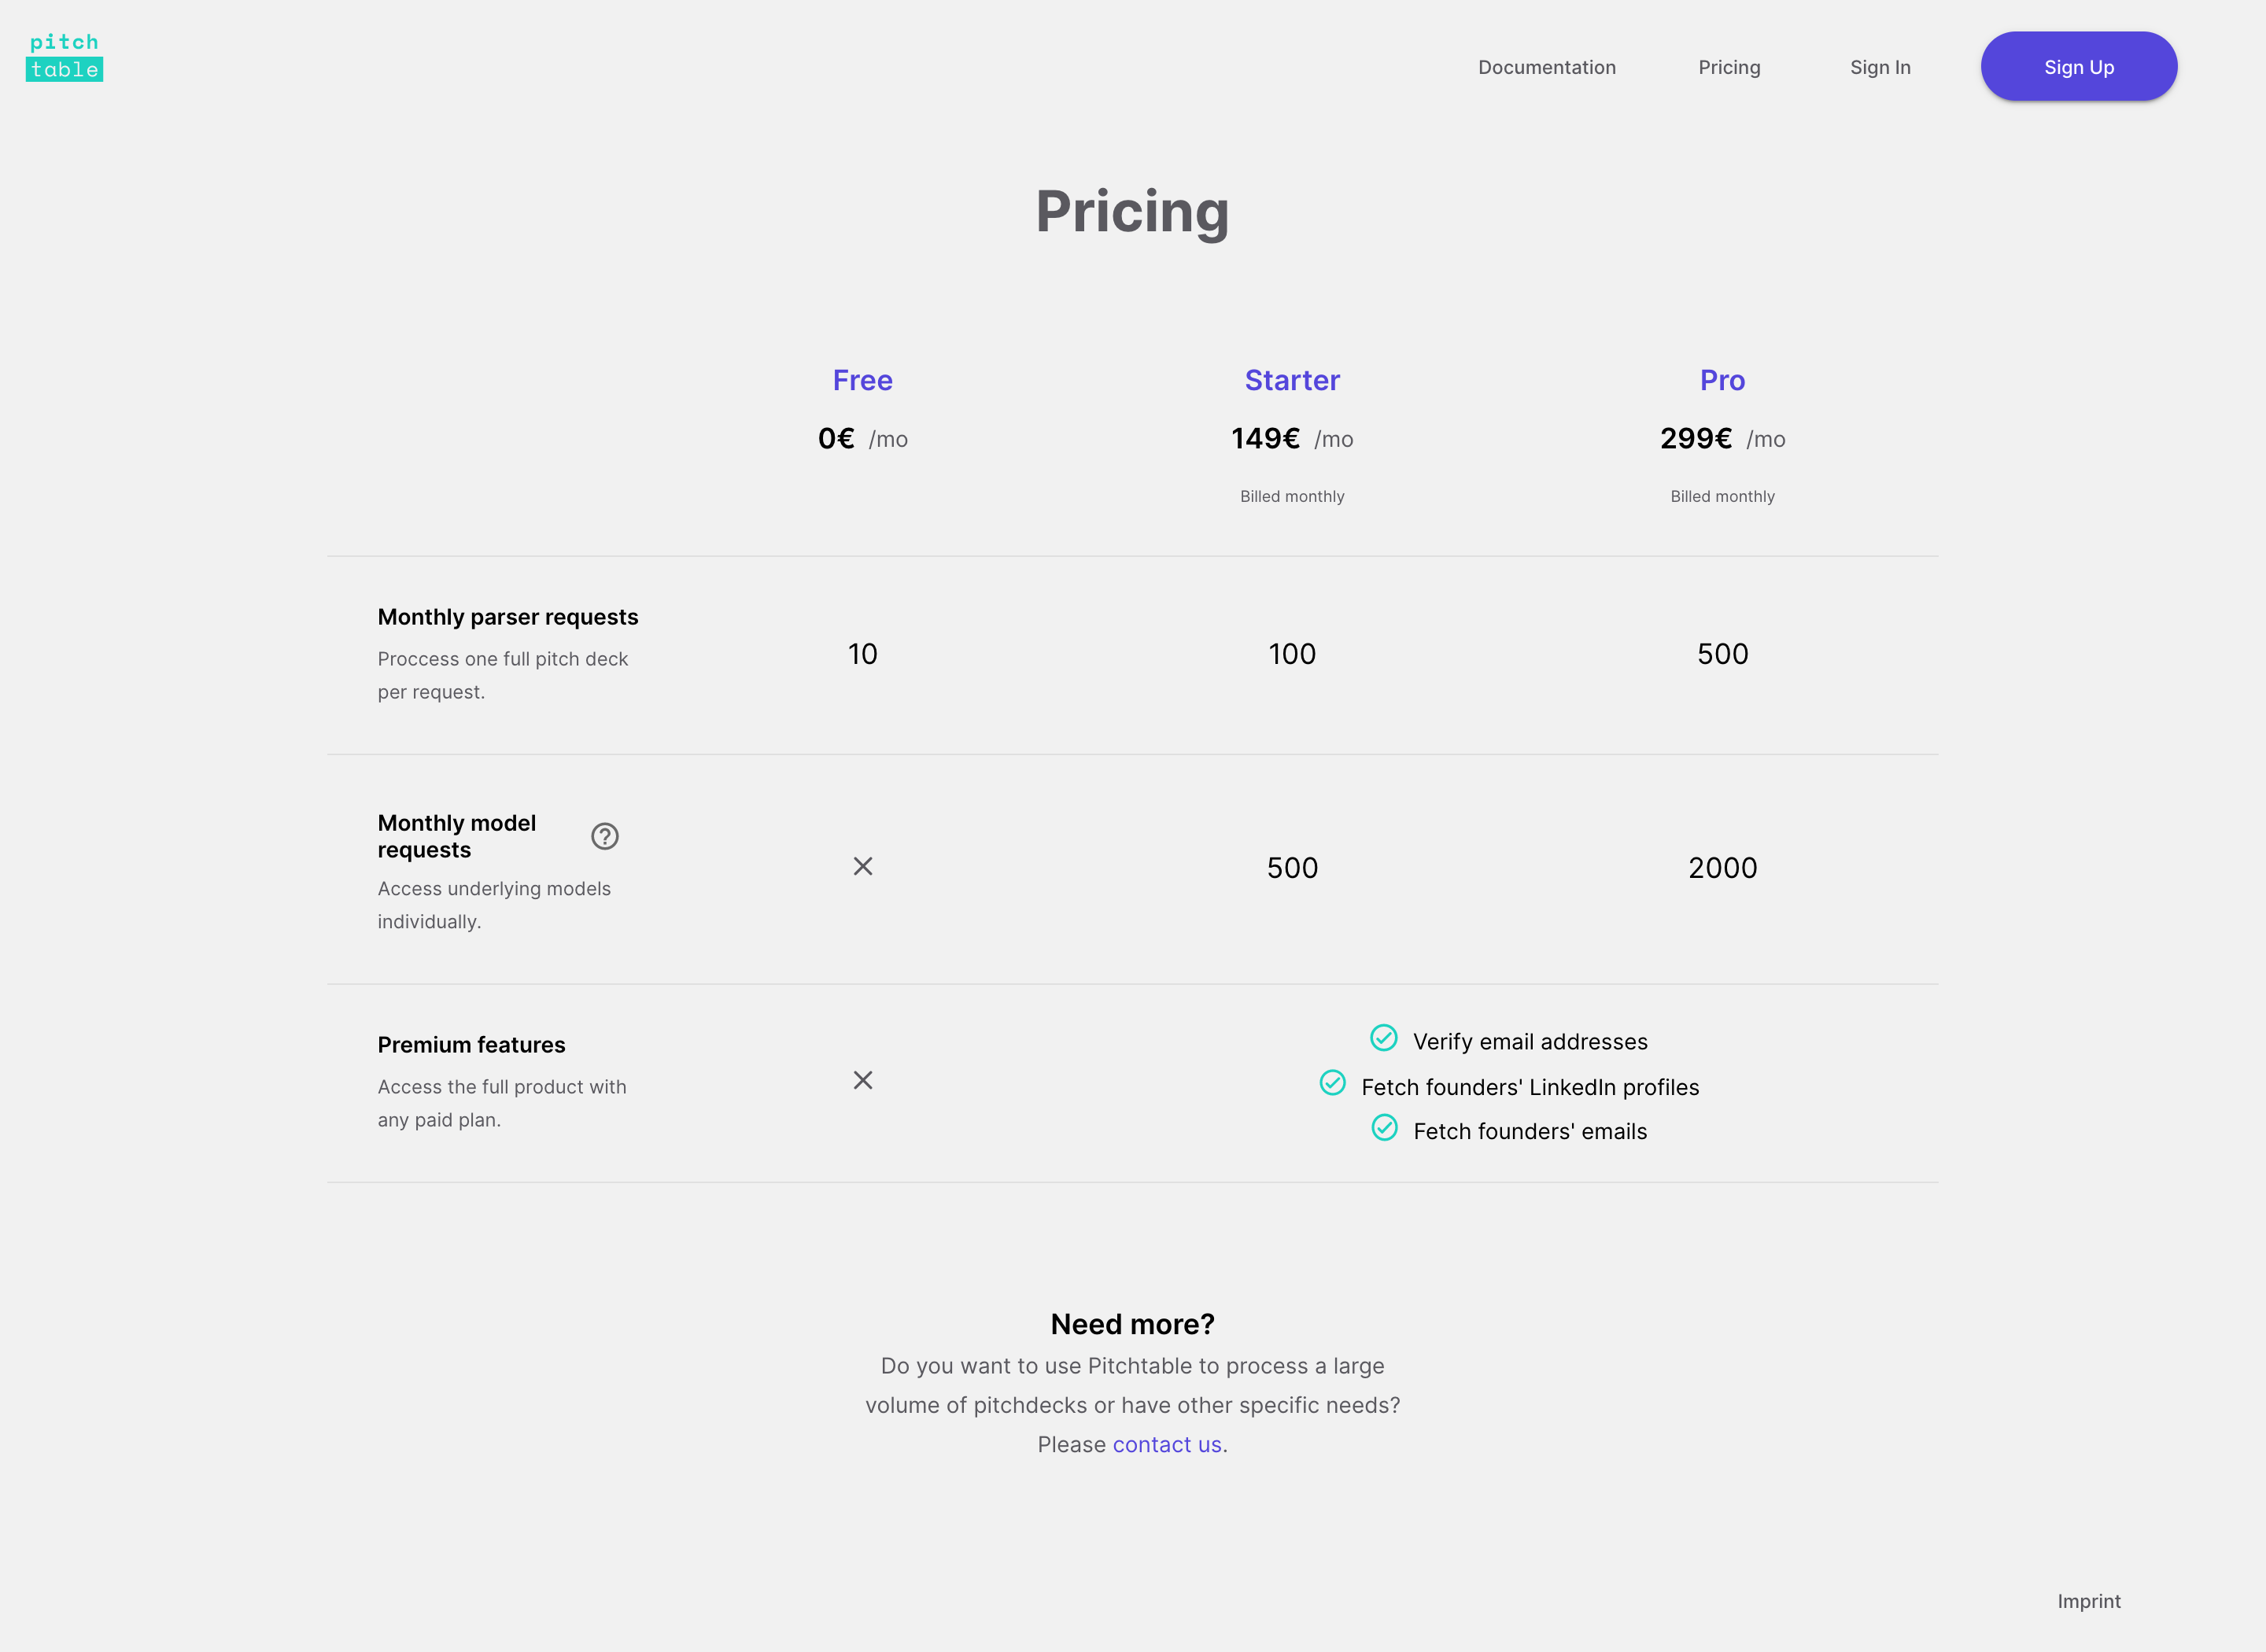 pitch
table
Documentation Pricing Sign In Sign Up
Pricing
Free Starter Pro
0€ /mo 149€ /mo 299€ /mo
Billed monthly Billed monthly
Monthly parser requests
Proccess one full pitch deck
per request.
10 100 500
Monthly model
requests
Access underlying models
individually.
500 2000
Premium features
Access the full product with
any paid plan.
Verify email addresses
Fetch founders' LinkedIn profiles
Fetch founders' emails
Need more?
Do you want to use Pitchtable to process a large
volume of pitchdecks or have other specific needs?
Please contact us.
Imprint